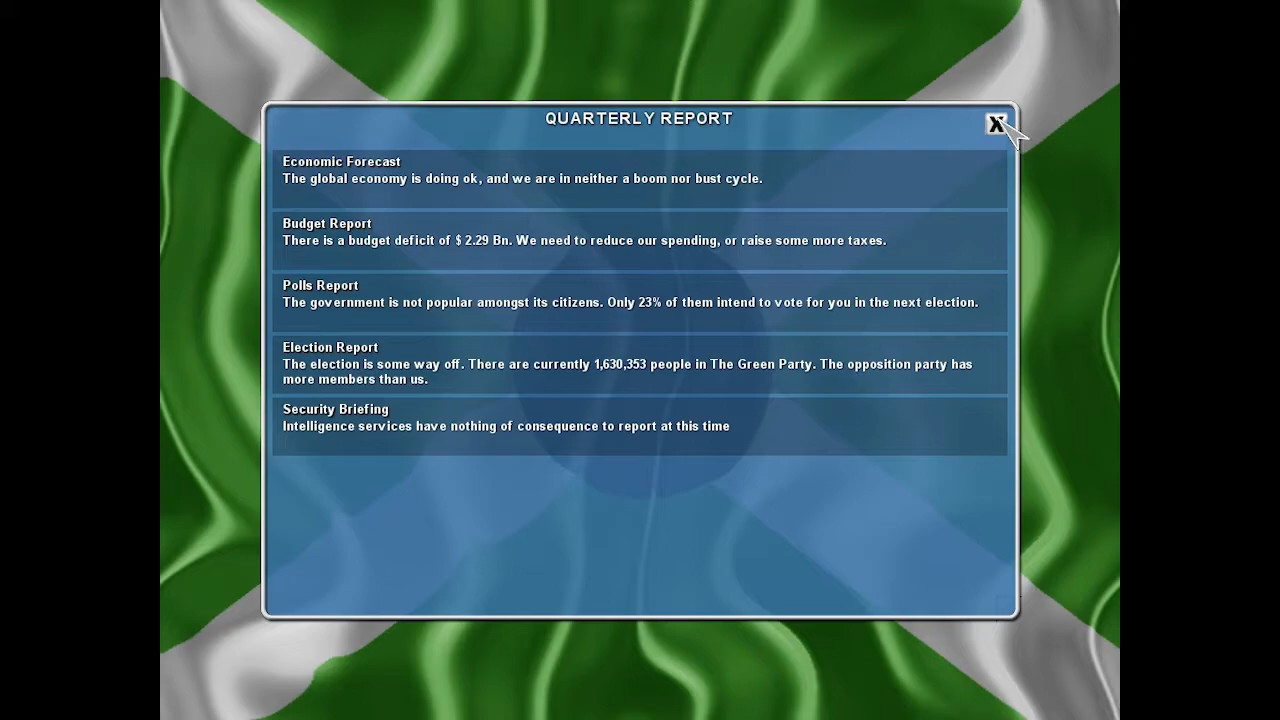 QUARTERLY REPORT
X
Economic Forecast
The global economy is doing ok, and we are in neither a boom nor bust cycle.
Budget Report
There is a budget deficit of $ 2.29 Bn. We need to reduce our spending, or raise some more taxes.
Polls Report
The government is not popular amongst its citizens. Only 23% of them intend to vote for you in the next election.
Election Report
The election is some way off. There are currently 1,630,353 people in The Green Party. The opposition party has
more members than us.
Security Briefing
Intelligence services have nothing of consequence to report at this time